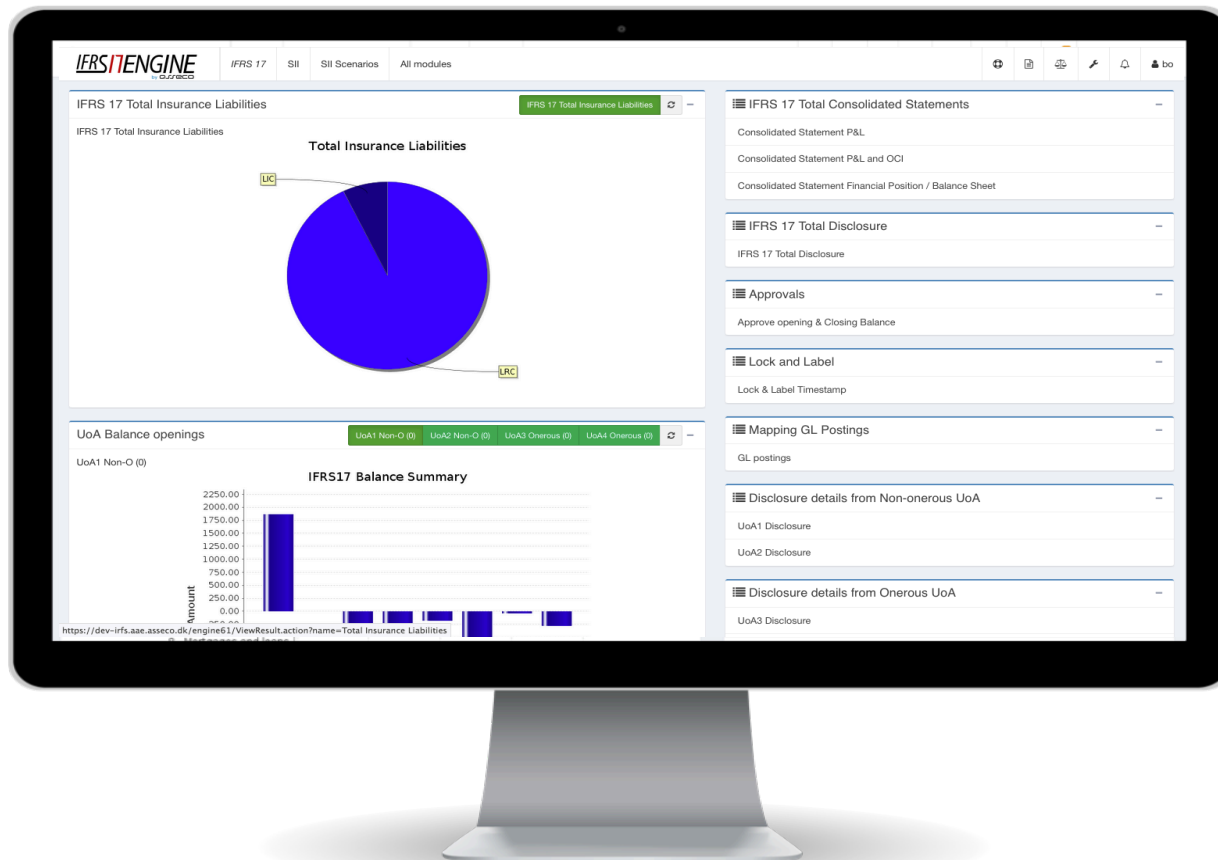 IFRS17ENGINE
by asseco
IFRS 17
SII
SII Scenarios
All modules
bo
IFRS 17 Total Insurance Liabilities
IFRS 17 Total Insurance Liabilities
IFRS 17 Total Insurance Liabilities
Total Insurance Liabilities
LIC
LRC
UoA Balance openings
UoA1 Non-O (0)
UoA2 Non-O (0)
UoA3 Onerous (0)
UoA4 Onerous (0)
UoA1 Non-O (0)
IFRS17 Balance Summary
2250.00
2000.00
1750.00
1500.00
1250.00
1000.00
750.00
500.00
250.00
0.00
Amount
https://dev-irfs.aae.asseco.dk/engine61/ViewResult.action?name=Total Insurance Liabilities
IFRS 17 Total Consolidated Statements
Consolidated Statement P&L
Consolidated Statement P&L and OCI
Consolidated Statement Financial Position / Balance Sheet
IFRS 17 Total Disclosure
IFRS 17 Total Disclosure
Approvals
Approve opening & Closing Balance
Lock and Label
Lock & Label Timestamp
Mapping GL Postings
GL postings
Disclosure details from Non-onerous UoA
UoA1 Disclosure
UoA2 Disclosure
Disclosure details from Onerous UoA
UoA3 Disclosure